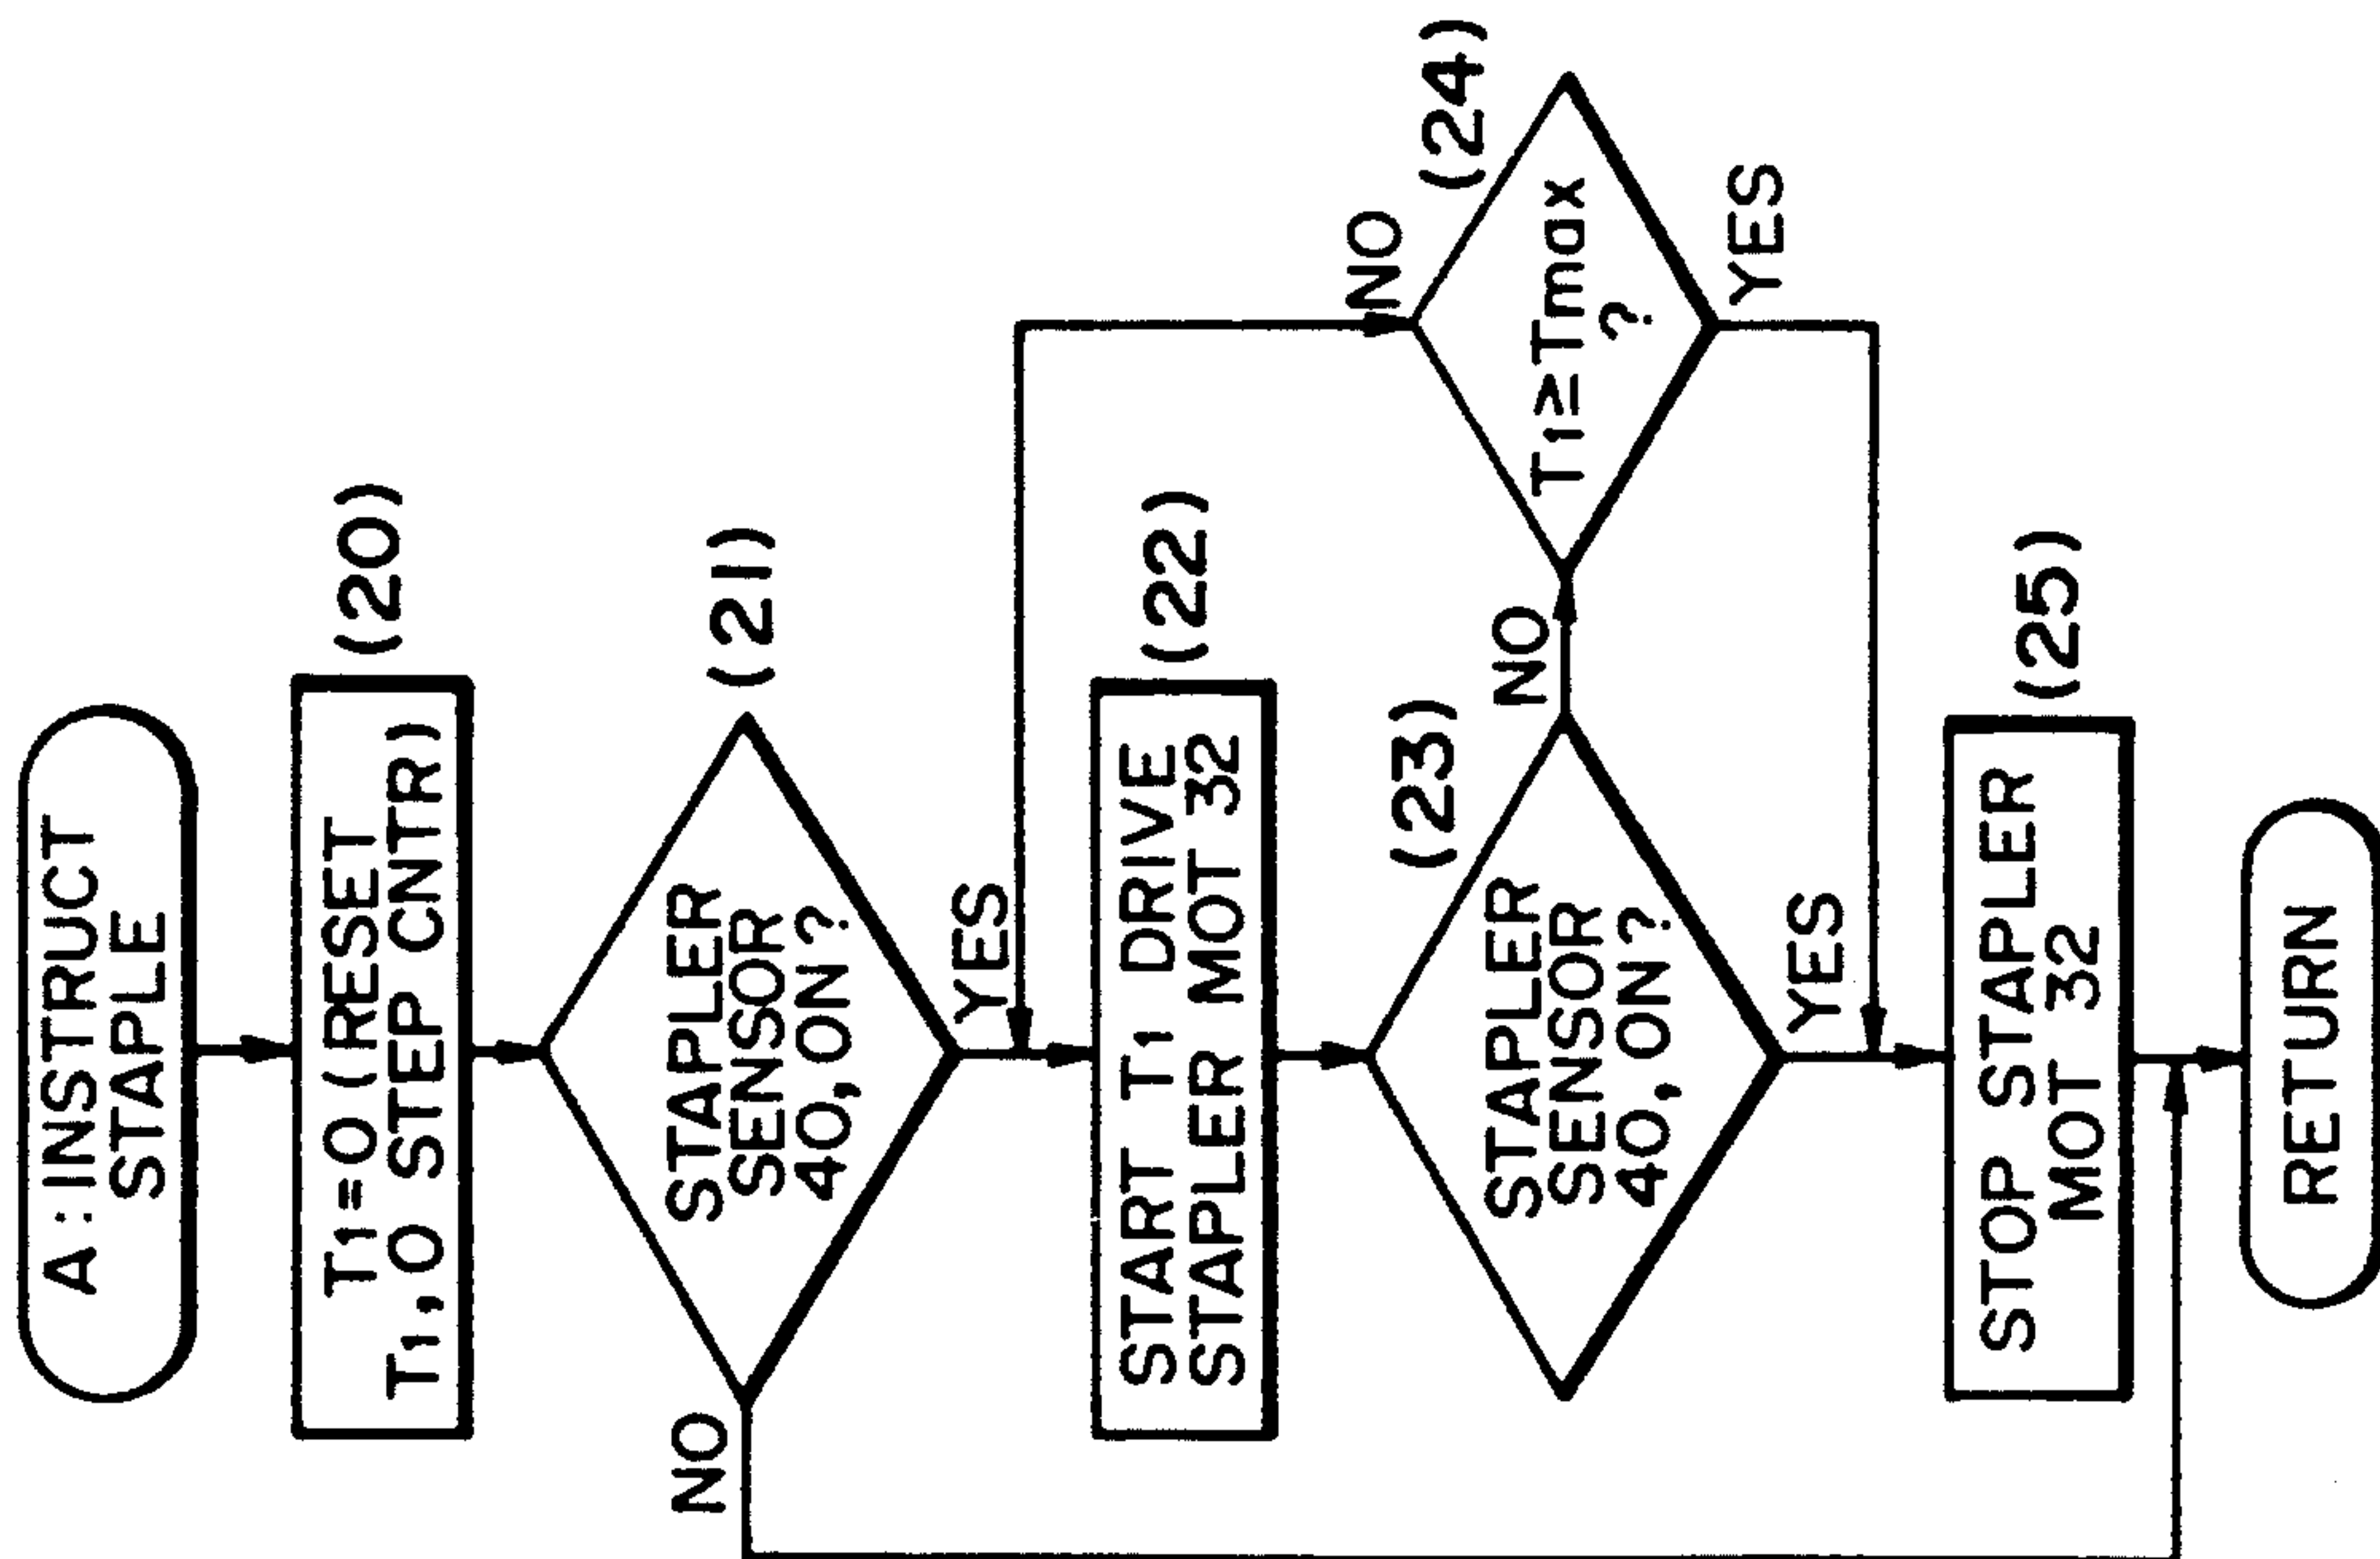 A : INSTRUCT
STAPLE
T1=0 (RESET
T1, 0 STEP CNTR)
(20)
STAPLER
SENSOR
40, ON?
(21)
NO
YES
START T1 DRIVE
STAPLER MOT 32
(22)
STAPLER
SENSOR
40, ON?
(23)
NO
YES
T1≥Tmax
?
(24)
NO
YES
STOP STAPLER
MOT 32
(25)
RETURN